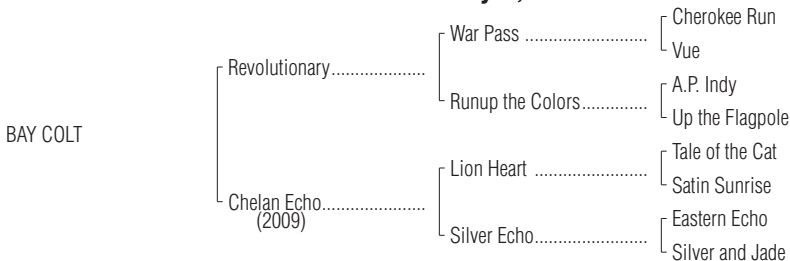 Cherokee Run
War Pass ......................
Vue
Revolutionary....................
A.P. Indy
Runup the Colors..............
Up the Flagpole
BAY COLT
Tale of the Cat
Lion Heart ....................
Satin Sunrise
Chelan Echo......................
(2009)
Eastern Echo
Silver Echo........................
Silver and Jade